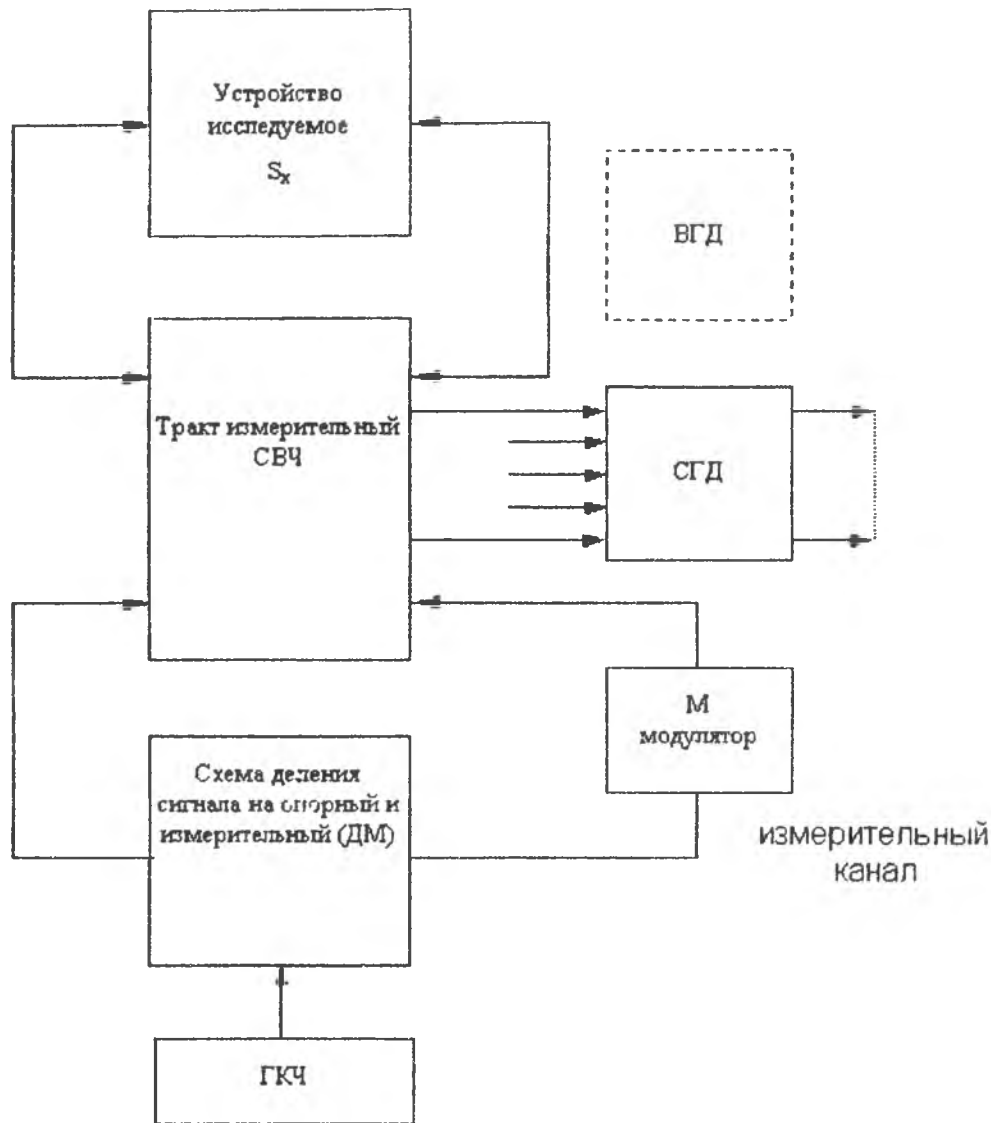 Устройство
исследуемое
Sx
ВГД
Тракт измерительный
СВЧ
СГД
М
модулятор
Схема деления
сигнала на опорный и
измерительный (ДМ)
измерительный
канал
ГКЧ